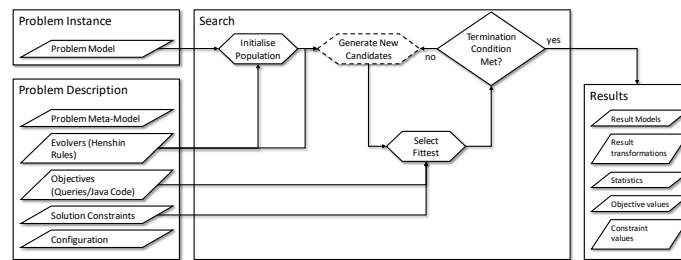 Problem Instance
Problem Model
Problem Description
Problem Meta-Model
Evolvers (Henshin
Rules)
Objectives
(Queries/Java Code)
Solution Constraints
Configuration
Search
Initialise
Population
Generate New
Candidates
Termination
Condition
Met?
no
yes
Select
Fittest
Results
Result Models
Result
transformations
Statistics
Objective values
Constraint
values